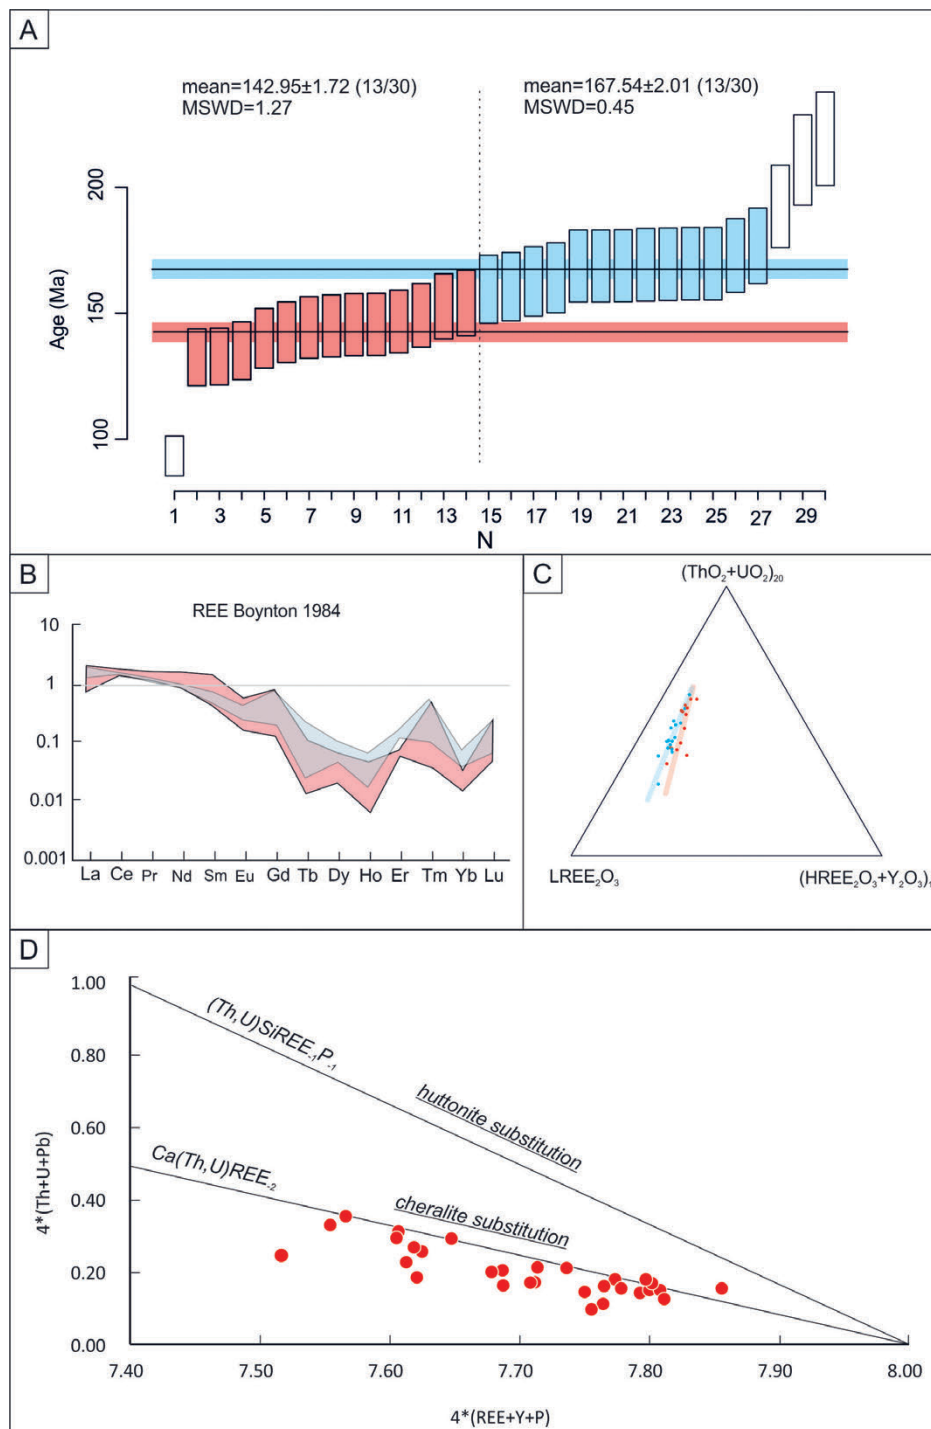 A
mean=142.95±1.72 (13/30)
MSWD=1.27
mean=167.54±2.01 (13/30)
MSWD=0.45
Age (Ma)
200
150
100
1 3 5 7 9 11 13 15 17 19 21 23 25 27 29
N
B
REE Boynton 1984
10
1
0.1
0.01
0.001
La Ce Pr Nd Sm Eu Gd Tb Dy Ho Er Tm Yb Lu
C
(ThO₂+UO₂)₂₀
LREE₂O₃
(HREE₂O₃+Y₂O₃)
D
4*(Th+U+Pb)
1.00
0.80
0.60
0.40
0.20
0.00
(Th,U)SiREE₋₁P₋₁
huttonite substitution
Ca(Th,U)REE₋₂
cheralite substitution
7.40 7.50 7.60 7.70 7.80 7.90 8.00
4*(REE+Y+P)